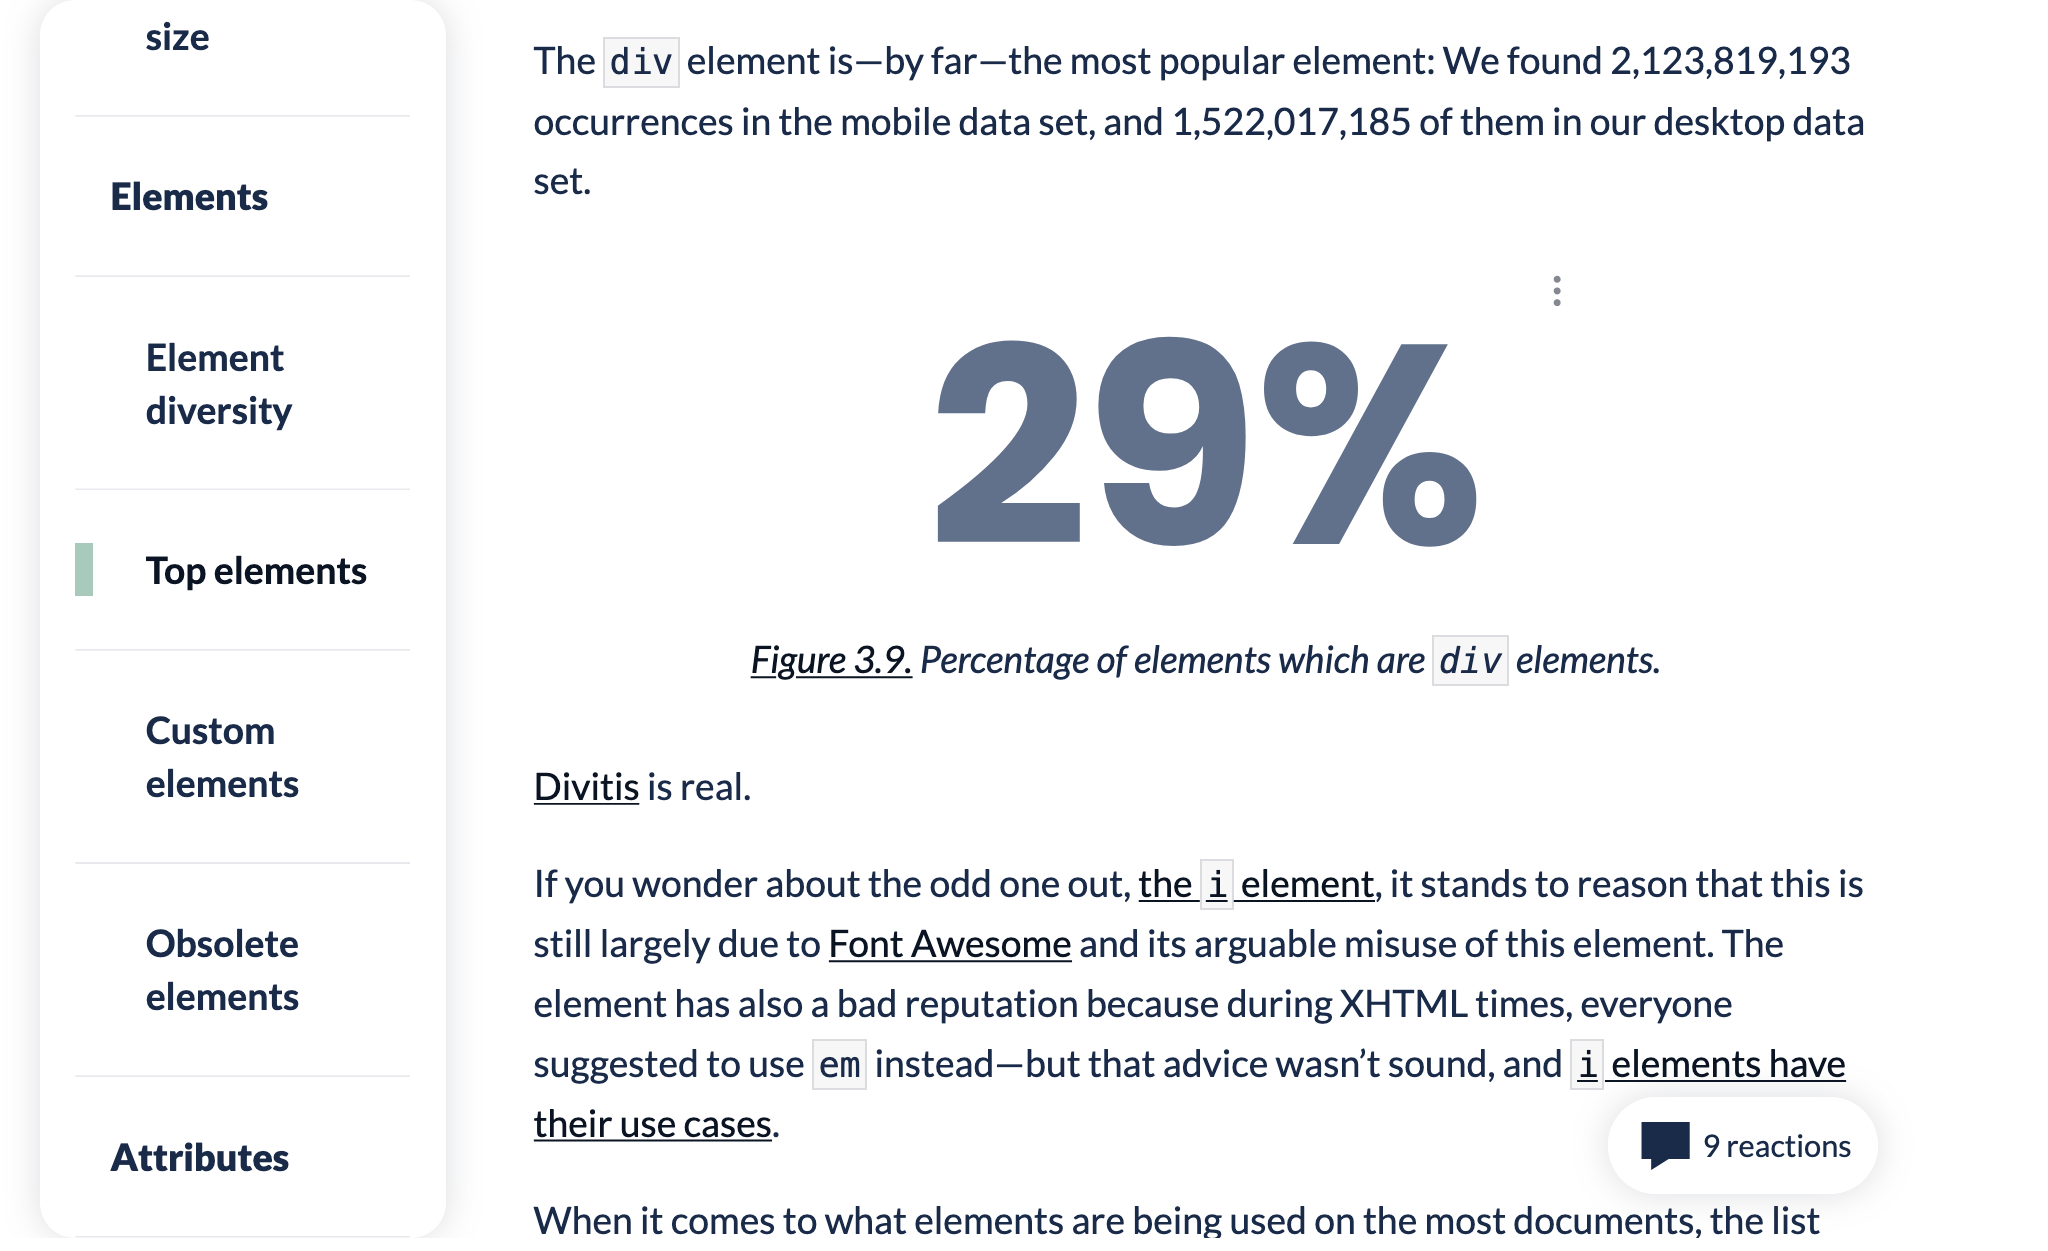 size
Elements
Element
diversity
Top elements
Custom
elements
Obsolete
elements
Attributes
The div element is—by far—the most popular element: We found 2,123,819,193
occurrences in the mobile data set, and 1,522,017,185 of them in our desktop data
set.
29%
Figure 3.9. Percentage of elements which are div elements.
Divitis is real.
If you wonder about the odd one out, the i element, it stands to reason that this is
still largely due to Font Awesome and its arguable misuse of this element. The
element has also a bad reputation because during XHTML times, everyone
suggested to use em instead—but that advice wasn’t sound, and i elements have
their use cases.
9 reactions
When it comes to what elements are being used on the most documents, the list